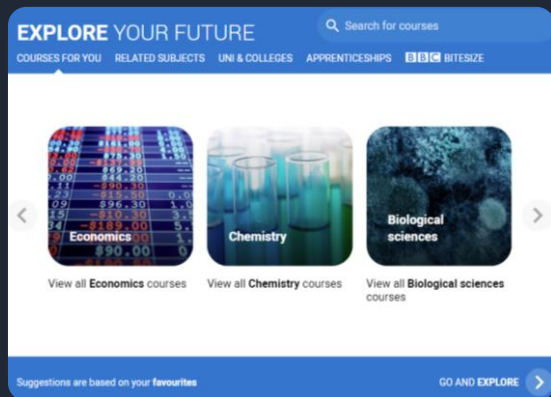 EXPLORE YOUR FUTURE
Search for courses
COURSES FOR YOU RELATED SUBJECTS UNI & COLLEGES APPRENTICESHIPS BBC BITESIZE
Economics
Chemistry
Biological
sciences
View all Economics courses
View all Chemistry courses
View all Biological sciences
courses
Suggestions are based on your favourites
GO AND EXPLORE